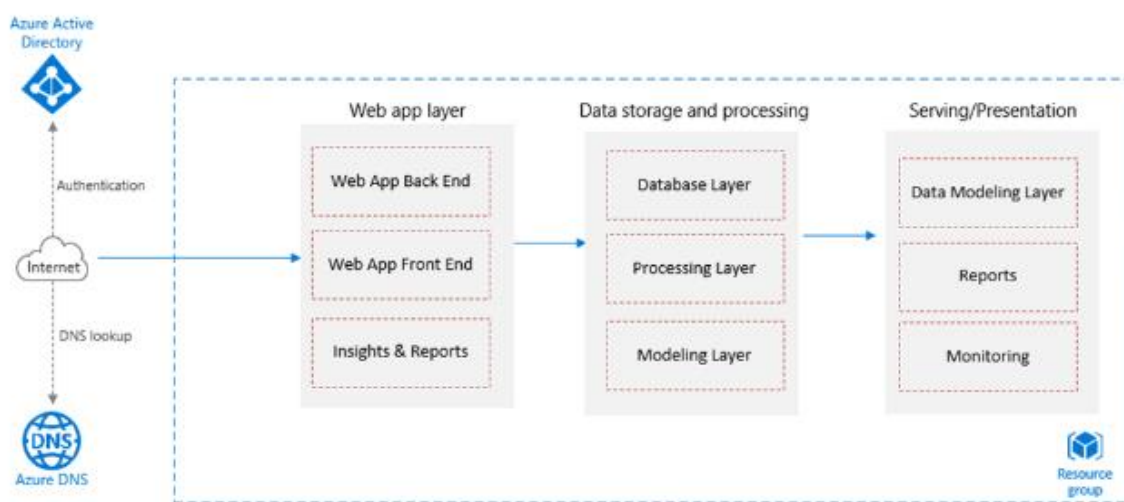 Azure Active
Directory
Authentication
Internet
DNS lookup
DNS
Azure DNS
Web app layer
Web App Back End
Web App Front End
Insights & Reports
Data storage and processing
Database Layer
Processing Layer
Modeling Layer
Serving/Presentation
Data Modeling Layer
Reports
Monitoring
Resource
group